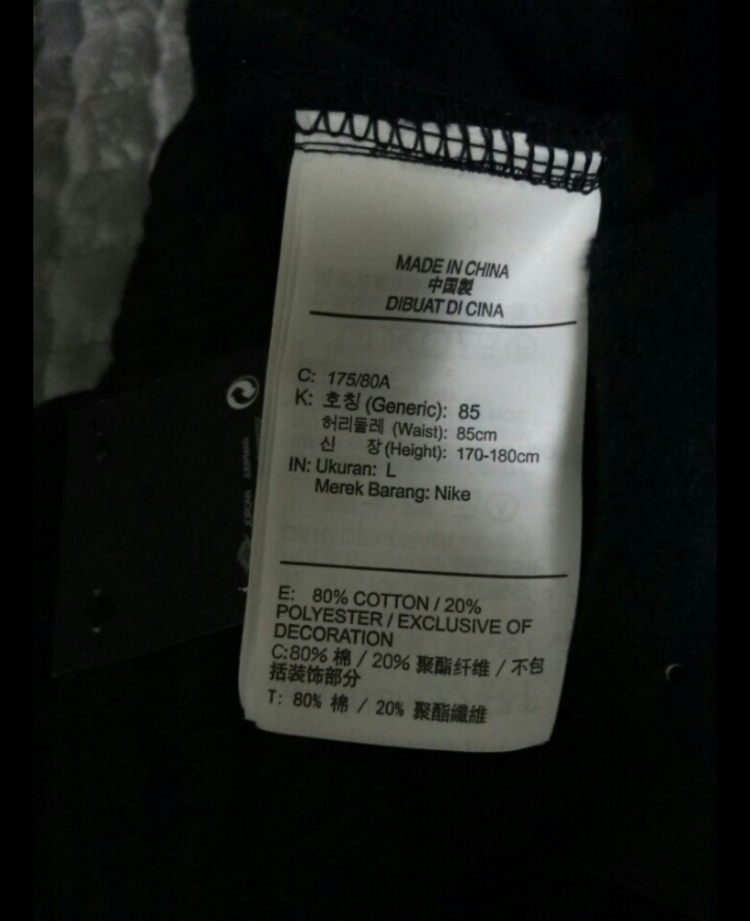 MADE IN CHINA
中国製
DIBUAT DI CINA
C: 175/80A
K: 호칭 (Generic): 85
허리둘레 (Waist): 85cm
신 장 (Height): 170-180cm
IN: Ukuran: L
Merek Barang: Nike
E: 80% COTTON / 20%
POLYESTER / EXCLUSIVE OF
DECORATION
C:80% 棉 / 20% 聚酯纤维 / 不包
括装饰部分
T: 80% 棉 / 20% 聚酯纖維